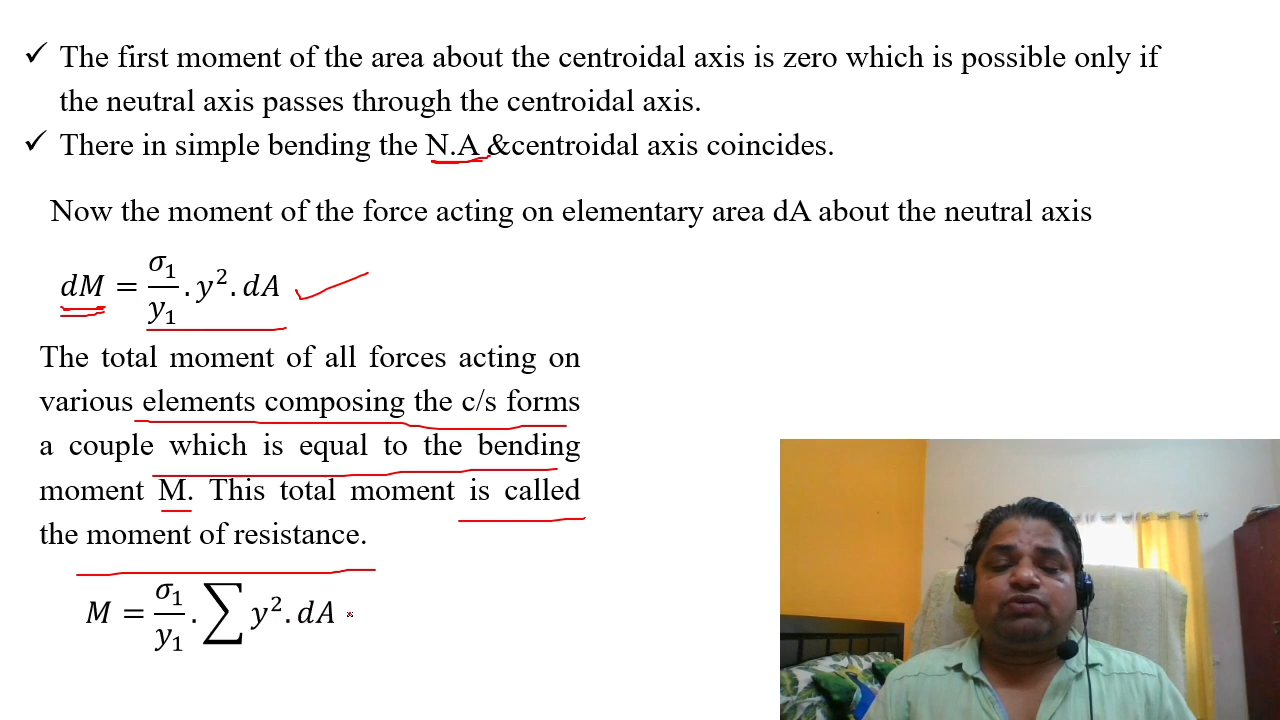 ✓ The first moment of the area about the centroidal axis is zero which is possible only if
the neutral axis passes through the centroidal axis.
✓ There in simple bending the N.A &centroidal axis coincides.
Now the moment of the force acting on elementary area dA about the neutral axis
dM = σ₁/y₁ . y². dA
The total moment of all forces acting on
various elements composing the c/s forms
a couple which is equal to the bending
moment M. This total moment is called
the moment of resistance.
M = σ₁/y₁ . ∑ y². dA